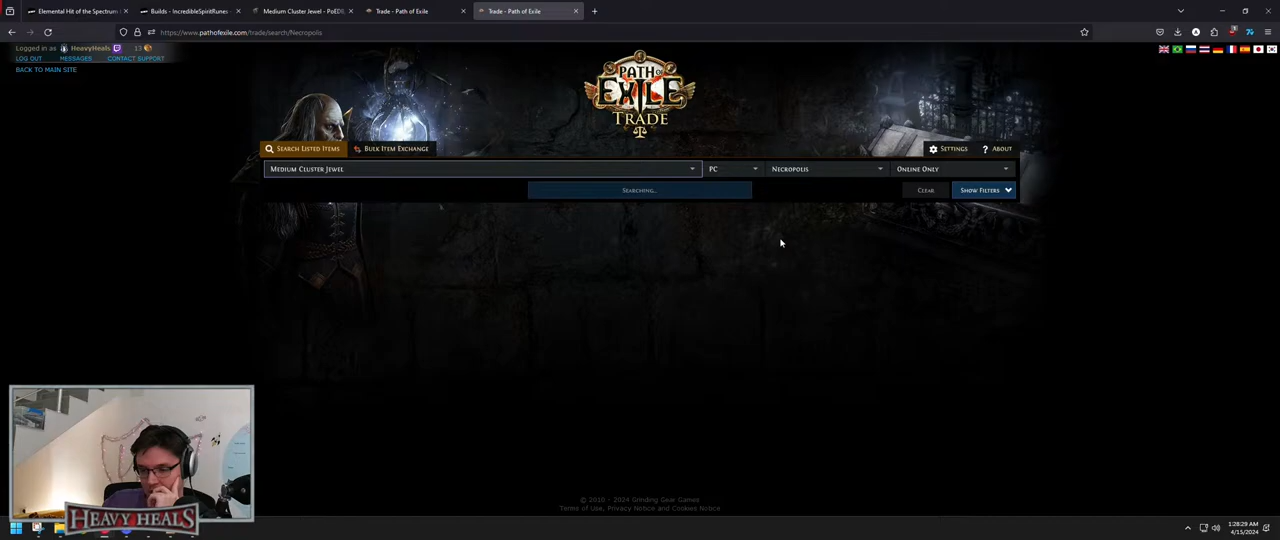 Elemental Hit of the Spectrum
Builds - IncredibleSpiritRunes
Medium Cluster Jewel - PoEDB,
Trade - Path of Exile
Trade - Path of Exile
https://www.pathofexile.com/trade/search/Necropolis
Logged in as HeavyHeals 13
LOG OUT MESSAGES CONTACT SUPPORT
BACK TO MAIN SITE
PATH OF
EXILE
TRADE
SEARCH LISTED ITEMS
BULK ITEM EXCHANGE
SETTINGS
? ABOUT
MEDIUM CLUSTER JEWEL
PC
NECROPOLIS
ONLINE ONLY
SEARCHING...
CLEAR
SHOW FILTERS
© 2010 - 2024 Grinding Gear Games
Terms of Use, Privacy Notice and Cookies Notice
HEAVY HEALS
1:28:29 AM
4/15/2024